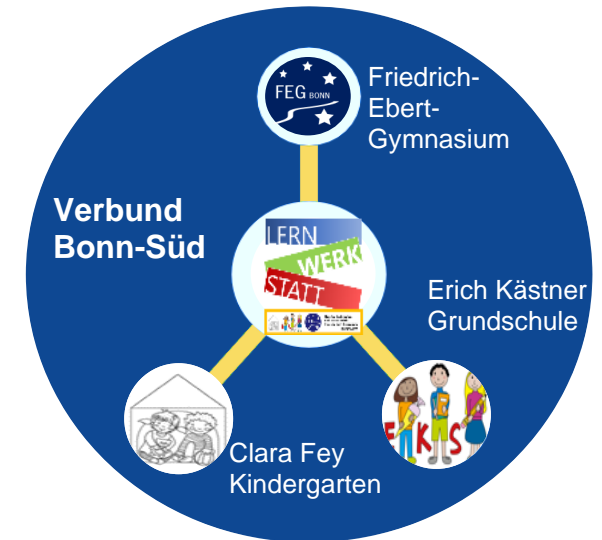 FEG BONN
Friedrich-
Ebert-
Gymnasium
Verbund
Bonn-Süd
LERN
WERK
STATT
Erich Kästner
Grundschule
EKS
Clara Fey
Kindergarten